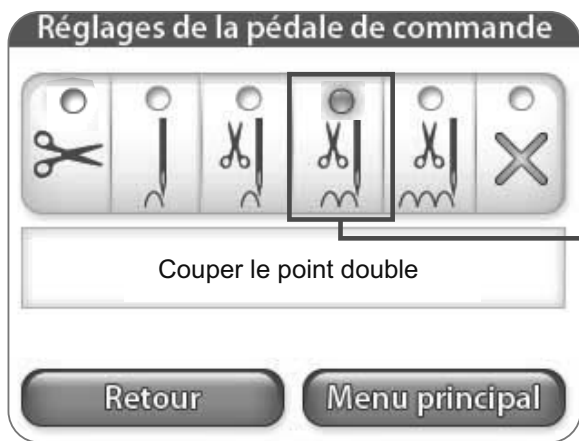 Réglages de la pédale de commande
Couper le point double
Retour
Menu principal